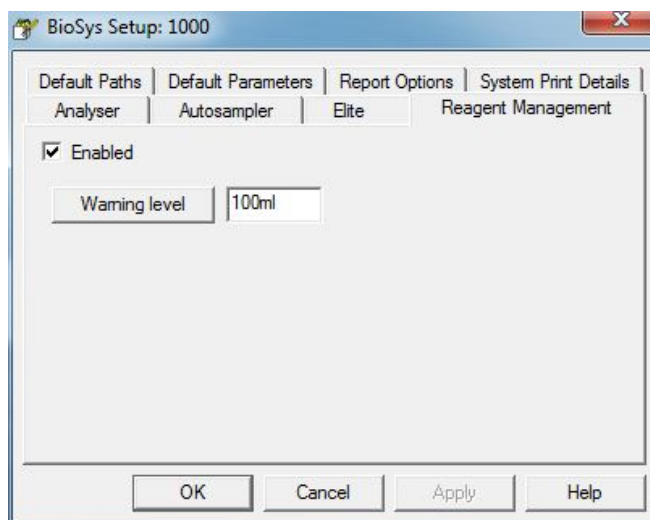 BioSys Setup: 1000
Default Paths Default Parameters Report Options System Print Details
Analyser Autosampler Elite Reagent Management
Enabled
Warning level 100ml
OK Cancel Apply Help